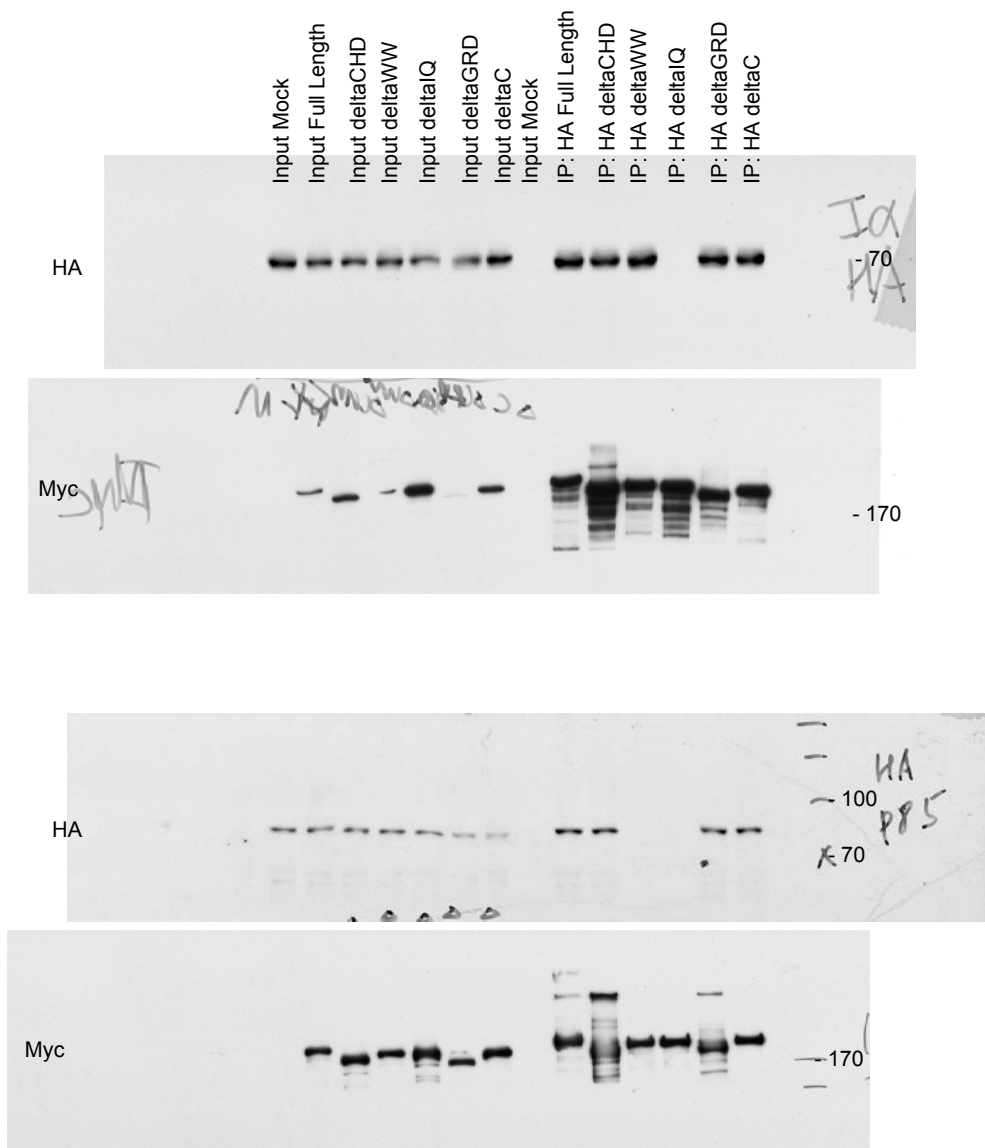 Input Mock
Input Full Length
Input deltaCHD
Input deltaWW
Input deltaIQ
Input deltaGRD
Input deltaC
Input Mock
IP: HA Full Length
IP: HA deltaCHD
IP: HA deltaWW
IP: HA deltaIQ
IP: HA deltaGRD
IP: HA deltaC
HA
Iα
- 70
HA
Myc
- 170
HA
HA
- 100
P85
- 70
Myc
- 170